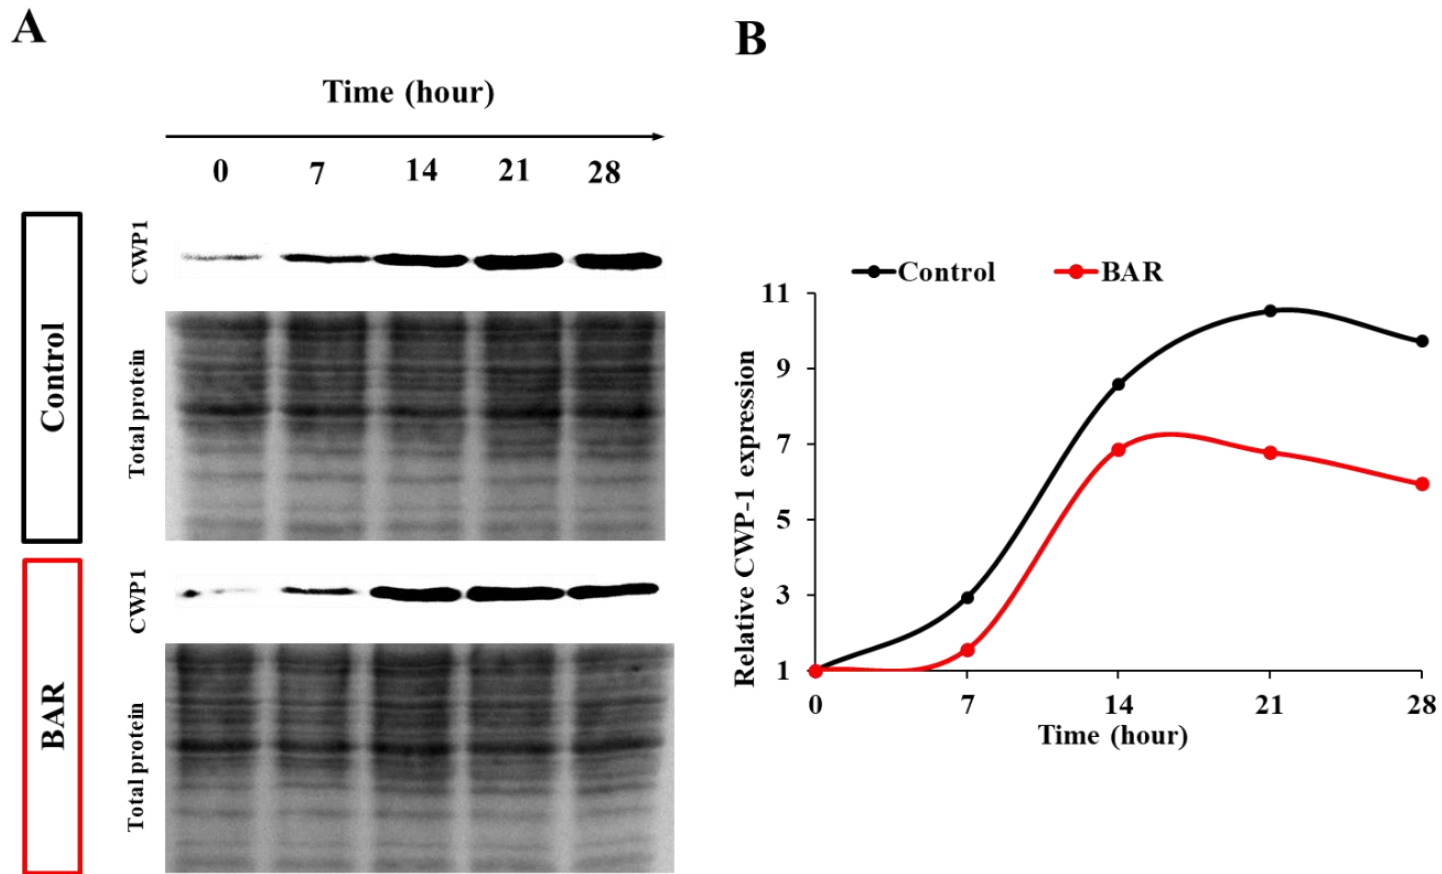 A
Time (hour)
0 7 14 21 28
Control
CWP1
Total protein
BAR
CWP1
Total protein
B
Control BAR
Relative CWP-1 expression
11
9
7
5
3
1
0 7 14 21 28
Time (hour)